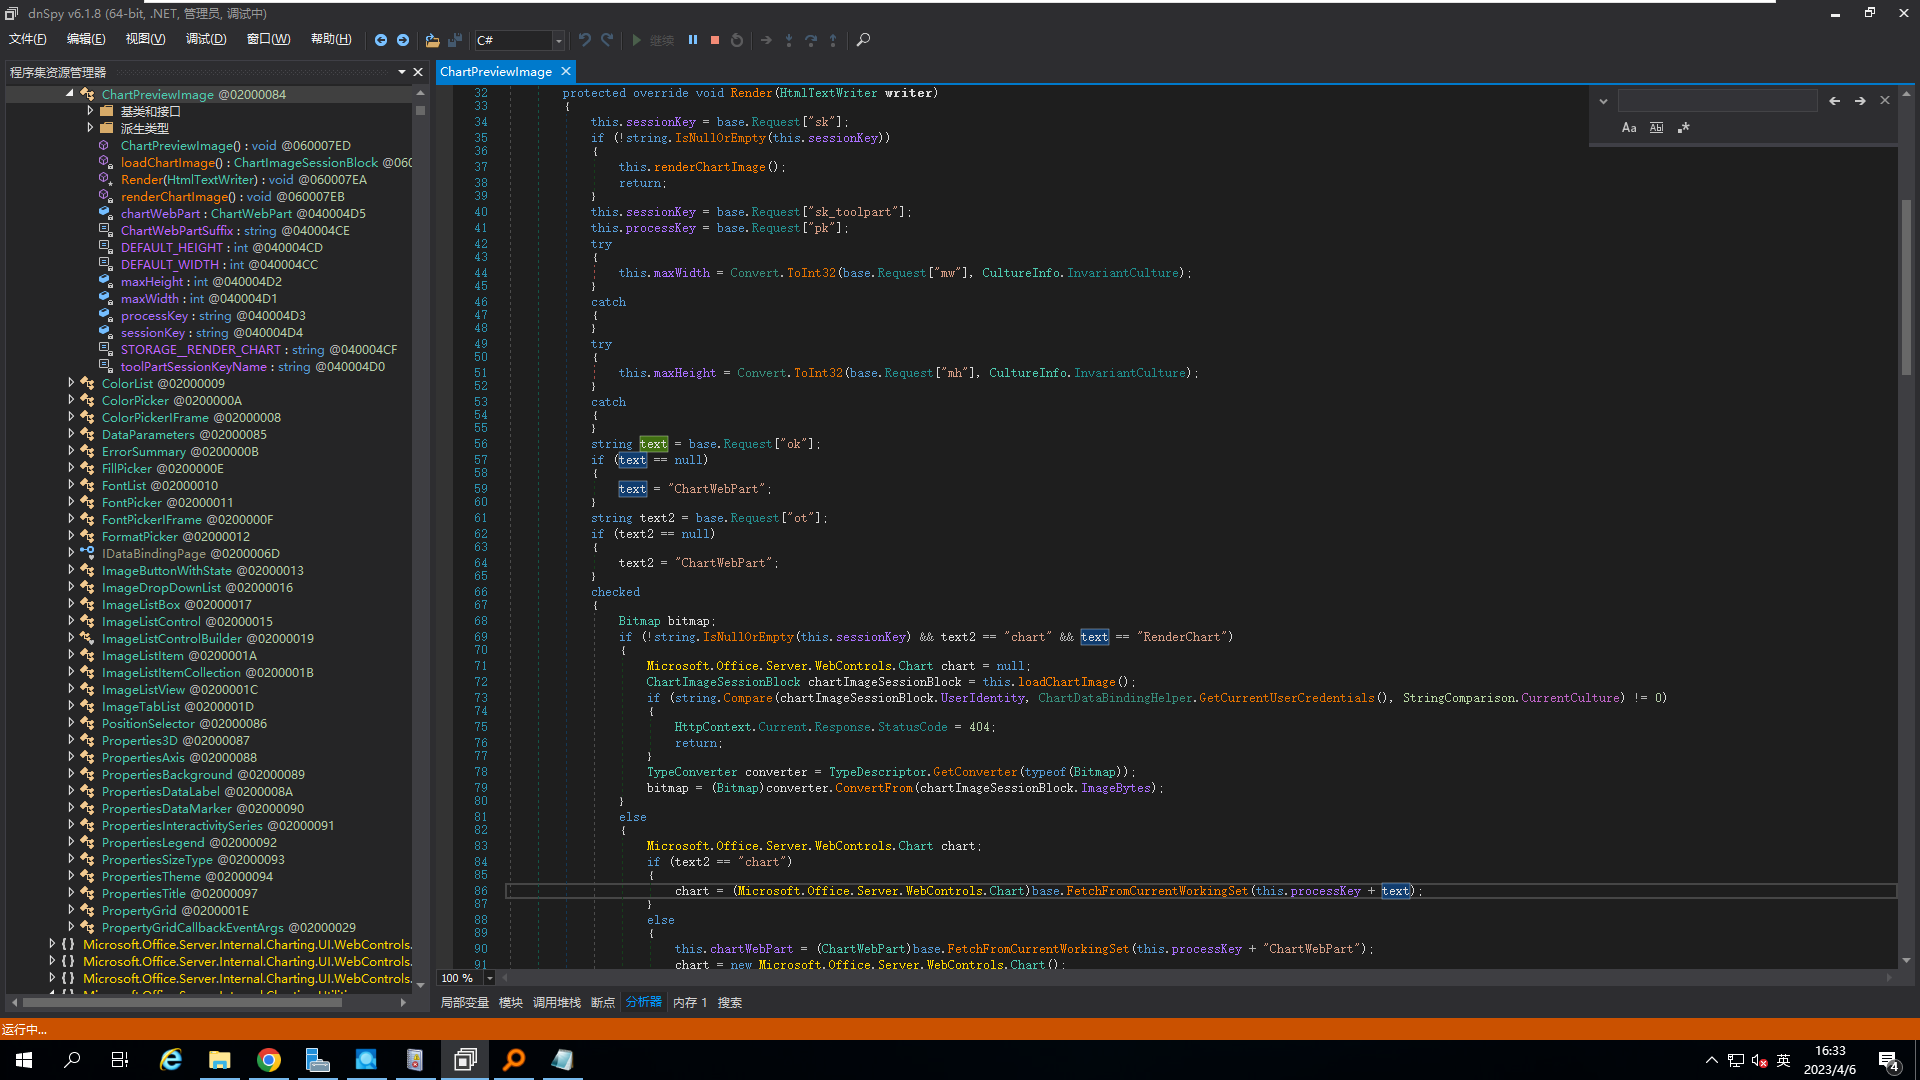 dnSpy v6.1.8 (64-bit, .NET, 管理员, 调试中)
文件(F) 编辑(E) 视图(V) 调试(D) 窗口(W) 帮助(H) C# 继续
程序集资源管理器
ChartPreviewImage @02000084
基类和接口
派生类型
ChartPreviewImage() : void @060007ED
loadChartImage() : ChartImageSessionBlock @060
Render(HtmlTextWriter) : void @060007EA
renderChartImage() : void @060007EB
chartWebPart : ChartWebPart @040004D5
ChartWebPartSuffix : string @040004CE
DEFAULT_HEIGHT : int @040004CD
DEFAULT_WIDTH : int @040004CC
maxHeight : int @040004D2
maxWidth : int @040004D1
processKey : string @040004D3
sessionKey : string @040004D4
STORAGE__RENDER_CHART : string @040004CF
toolPartSessionKeyName : string @040004D0
ColorList @02000009
ColorPicker @0200000A
ColorPickerIFrame @02000008
DataParameters @02000085
ErrorSummary @0200000B
FillPicker @0200000E
FontList @02000010
FontPicker @02000011
FontPickerIFrame @0200000F
FormatPicker @02000012
IDataBindingPage @0200006D
ImageButtonWithState @02000013
ImageDropDownList @02000016
ImageListBox @02000017
ImageListControl @02000015
ImageListControlBuilder @02000019
ImageListItem @0200001A
ImageListItemCollection @0200001B
ImageListView @0200001C
ImageTabList @0200001D
PositionSelector @02000086
Properties3D @02000087
PropertiesAxis @02000088
PropertiesBackground @02000089
PropertiesDataLabel @0200008A
PropertiesDataMarker @02000090
PropertiesInteractivitySeries @02000091
PropertiesLegend @02000092
PropertiesSizeType @02000093
PropertiesTheme @02000094
PropertiesTitle @02000097
PropertyGrid @0200001E
PropertyGridCallbackEventArgs @02000029
{ } Microsoft.Office.Server.Internal.Charting.UI.WebControls.
{ } Microsoft.Office.Server.Internal.Charting.UI.WebControls.
{ } Microsoft.Office.Server.Internal.Charting.UI.WebControls.
ChartPreviewImage
Aa Ab
32 protected override void Render(HtmlTextWriter writer)
33 {
34 this.sessionKey = base.Request["sk"];
35 if (!string.IsNullOrEmpty(this.sessionKey))
36 {
37 this.renderChartImage();
38 return;
39 }
40 this.sessionKey = base.Request["sk_toolpart"];
41 this.processKey = base.Request["pk"];
42 try
43 {
44 this.maxWidth = Convert.ToInt32(base.Request["mw"], CultureInfo.InvariantCulture);
45 }
46 catch
47 {
48 }
49 try
50 {
51 this.maxHeight = Convert.ToInt32(base.Request["mh"], CultureInfo.InvariantCulture);
52 }
53 catch
54 {
55 }
56 string text = base.Request["ok"];
57 if (text == null)
58 {
59 text = "ChartWebPart";
60 }
61 string text2 = base.Request["ot"];
62 if (text2 == null)
63 {
64 text2 = "ChartWebPart";
65 }
66 checked
67 {
68 Bitmap bitmap;
69 if (!string.IsNullOrEmpty(this.sessionKey) && text2 == "chart" && text == "RenderChart")
70 {
71 Microsoft.Office.Server.WebControls.Chart chart = null;
72 ChartImageSessionBlock chartImageSessionBlock = this.loadChartImage();
73 if (string.Compare(chartImageSessionBlock.UserIdentity, ChartDataBindingHelper.GetCurrentUserCredentials(), StringComparison.CurrentCulture) != 0)
74 {
75 HttpContext.Current.Response.StatusCode = 404;
76 return;
77 }
78 TypeConverter converter = TypeDescriptor.GetConverter(typeof(Bitmap));
79 bitmap = (Bitmap)converter.ConvertFrom(chartImageSessionBlock.ImageBytes);
80 }
81 else
82 {
83 Microsoft.Office.Server.WebControls.Chart chart;
84 if (text2 == "chart")
85 {
86 chart = (Microsoft.Office.Server.WebControls.Chart)base.FetchFromCurrentWorkingSet(this.processKey + text);
87 }
88 else
89 {
90 this.chartWebPart = (ChartWebPart)base.FetchFromCurrentWorkingSet(this.processKey + "ChartWebPart");
91 chart = new Microsoft.Office.Server.WebControls.Chart();
100 %
局部变量 模块 调用堆栈 断点 分析器 内存 1 搜索
运行中...
英
16:33
2023/4/6
4